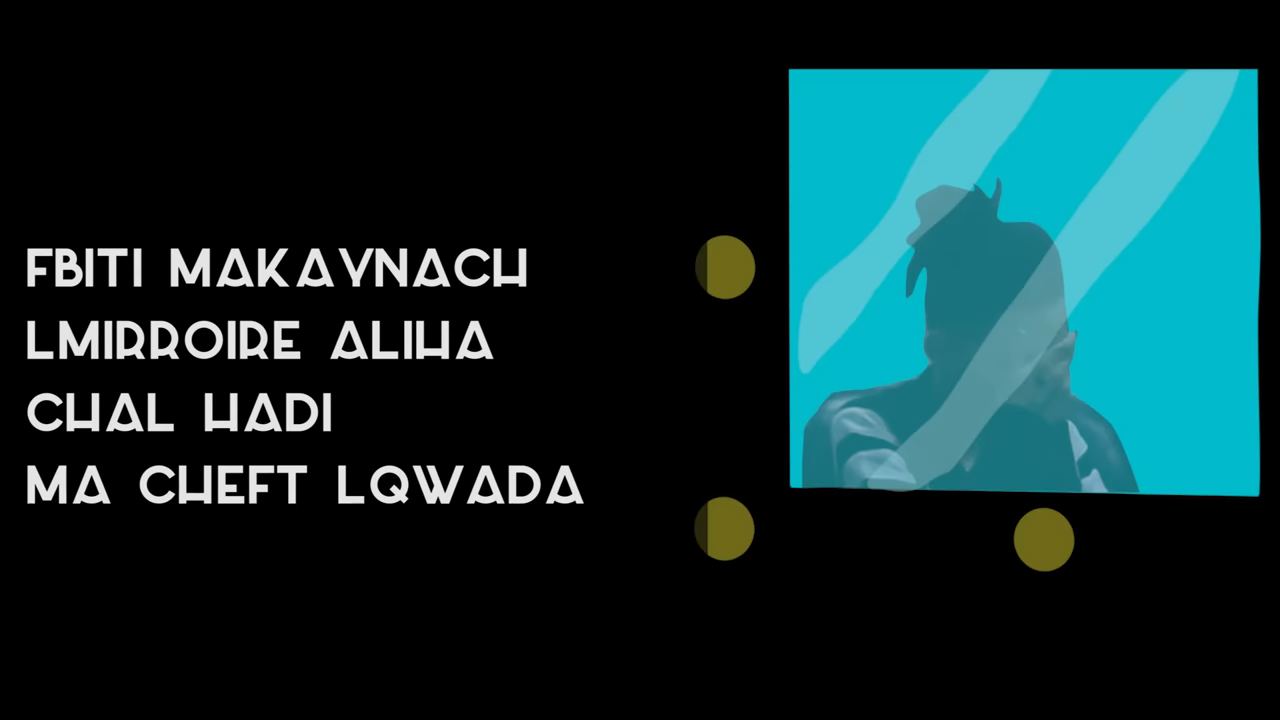 FBITI MAKAYNACH
LMIRROIRE ALIHA
CHAL HADI
MA CHEFT LQWADA